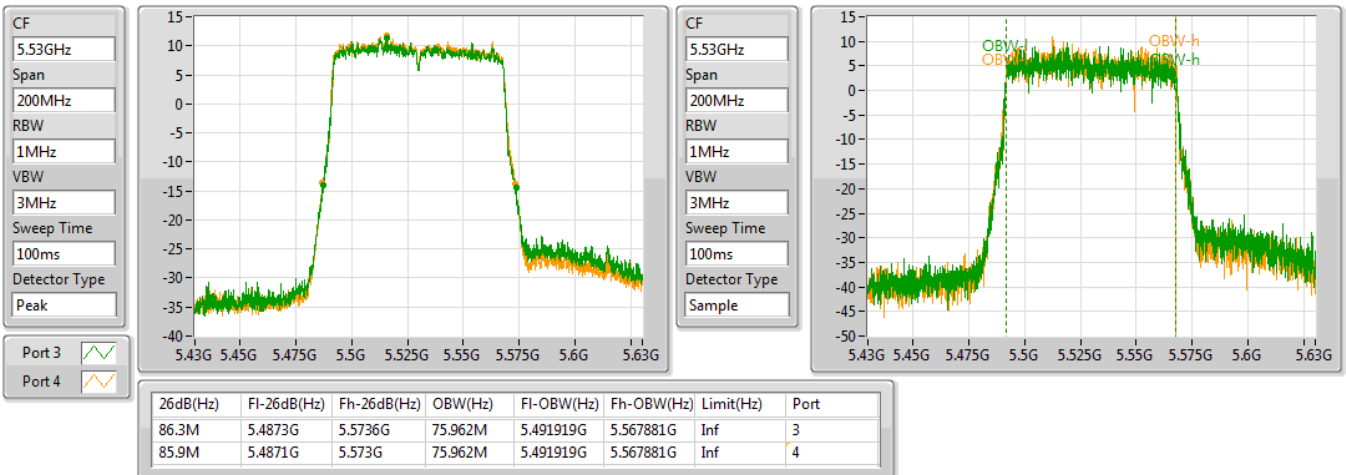 CF
5.53GHz
Span
200MHz
RBW
1MHz
VBW
3MHz
Sweep Time
100ms
Detector Type
Peak
Port 3
Port 4
15
10
5
0
-5
-10
-15
-20
-25
-30
-35
-40
5.43G 5.45G 5.475G 5.5G 5.525G 5.55G 5.575G 5.6G 5.63G
CF
5.53GHz
Span
200MHz
RBW
1MHz
VBW
3MHz
Sweep Time
100ms
Detector Type
Sample
15
10
5
0
-5
-10
-15
-20
-25
-30
-35
-40
-45
-50
OBW-h
OBW-h
5.43G 5.45G 5.475G 5.5G 5.525G 5.55G 5.575G 5.6G 5.63G
26dB(Hz) Fl-26dB(Hz) Fh-26dB(Hz) OBW(Hz) Fl-OBW(Hz) Fh-OBW(Hz) Limit(Hz) Port
86.3M 5.4873G 5.5736G 75.962M 5.491919G 5.567881G Inf 3
85.9M 5.4871G 5.573G 75.962M 5.491919G 5.567881G Inf 4